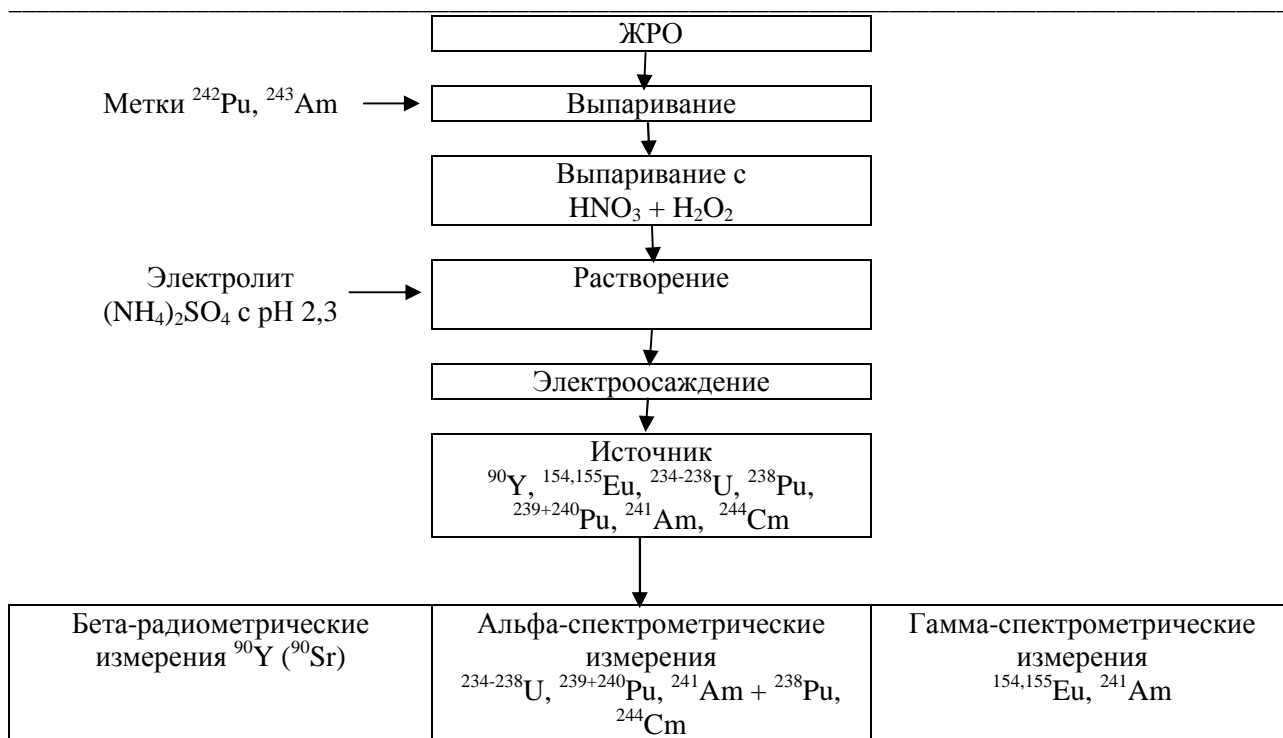 ЖРО
Метки ²⁴²Pu, ²⁴³Am
Выпаривание
Выпаривание с
HNO₃ + H₂O₂
Электролит
(NH₄)₂SO₄ с pH 2,3
Растворение
Электроосаждение
Источник
⁹⁰Y, ¹⁵⁴,¹⁵⁵Eu, ²³⁴⁻²³⁸U, ²³⁸Pu,
²³⁹⁺²⁴⁰Pu, ²⁴¹Am, ²⁴⁴Cm
Бета-радиометрические
измерения ⁹⁰Y (⁹⁰Sr)
Альфа-спектрометрические
измерения
²³⁴⁻²³⁸U, ²³⁹⁺²⁴⁰Pu, ²⁴¹Am + ²³⁸Pu,
²⁴⁴Cm
Гамма-спектрометрические
измерения
¹⁵⁴,¹⁵⁵Eu, ²⁴¹Am